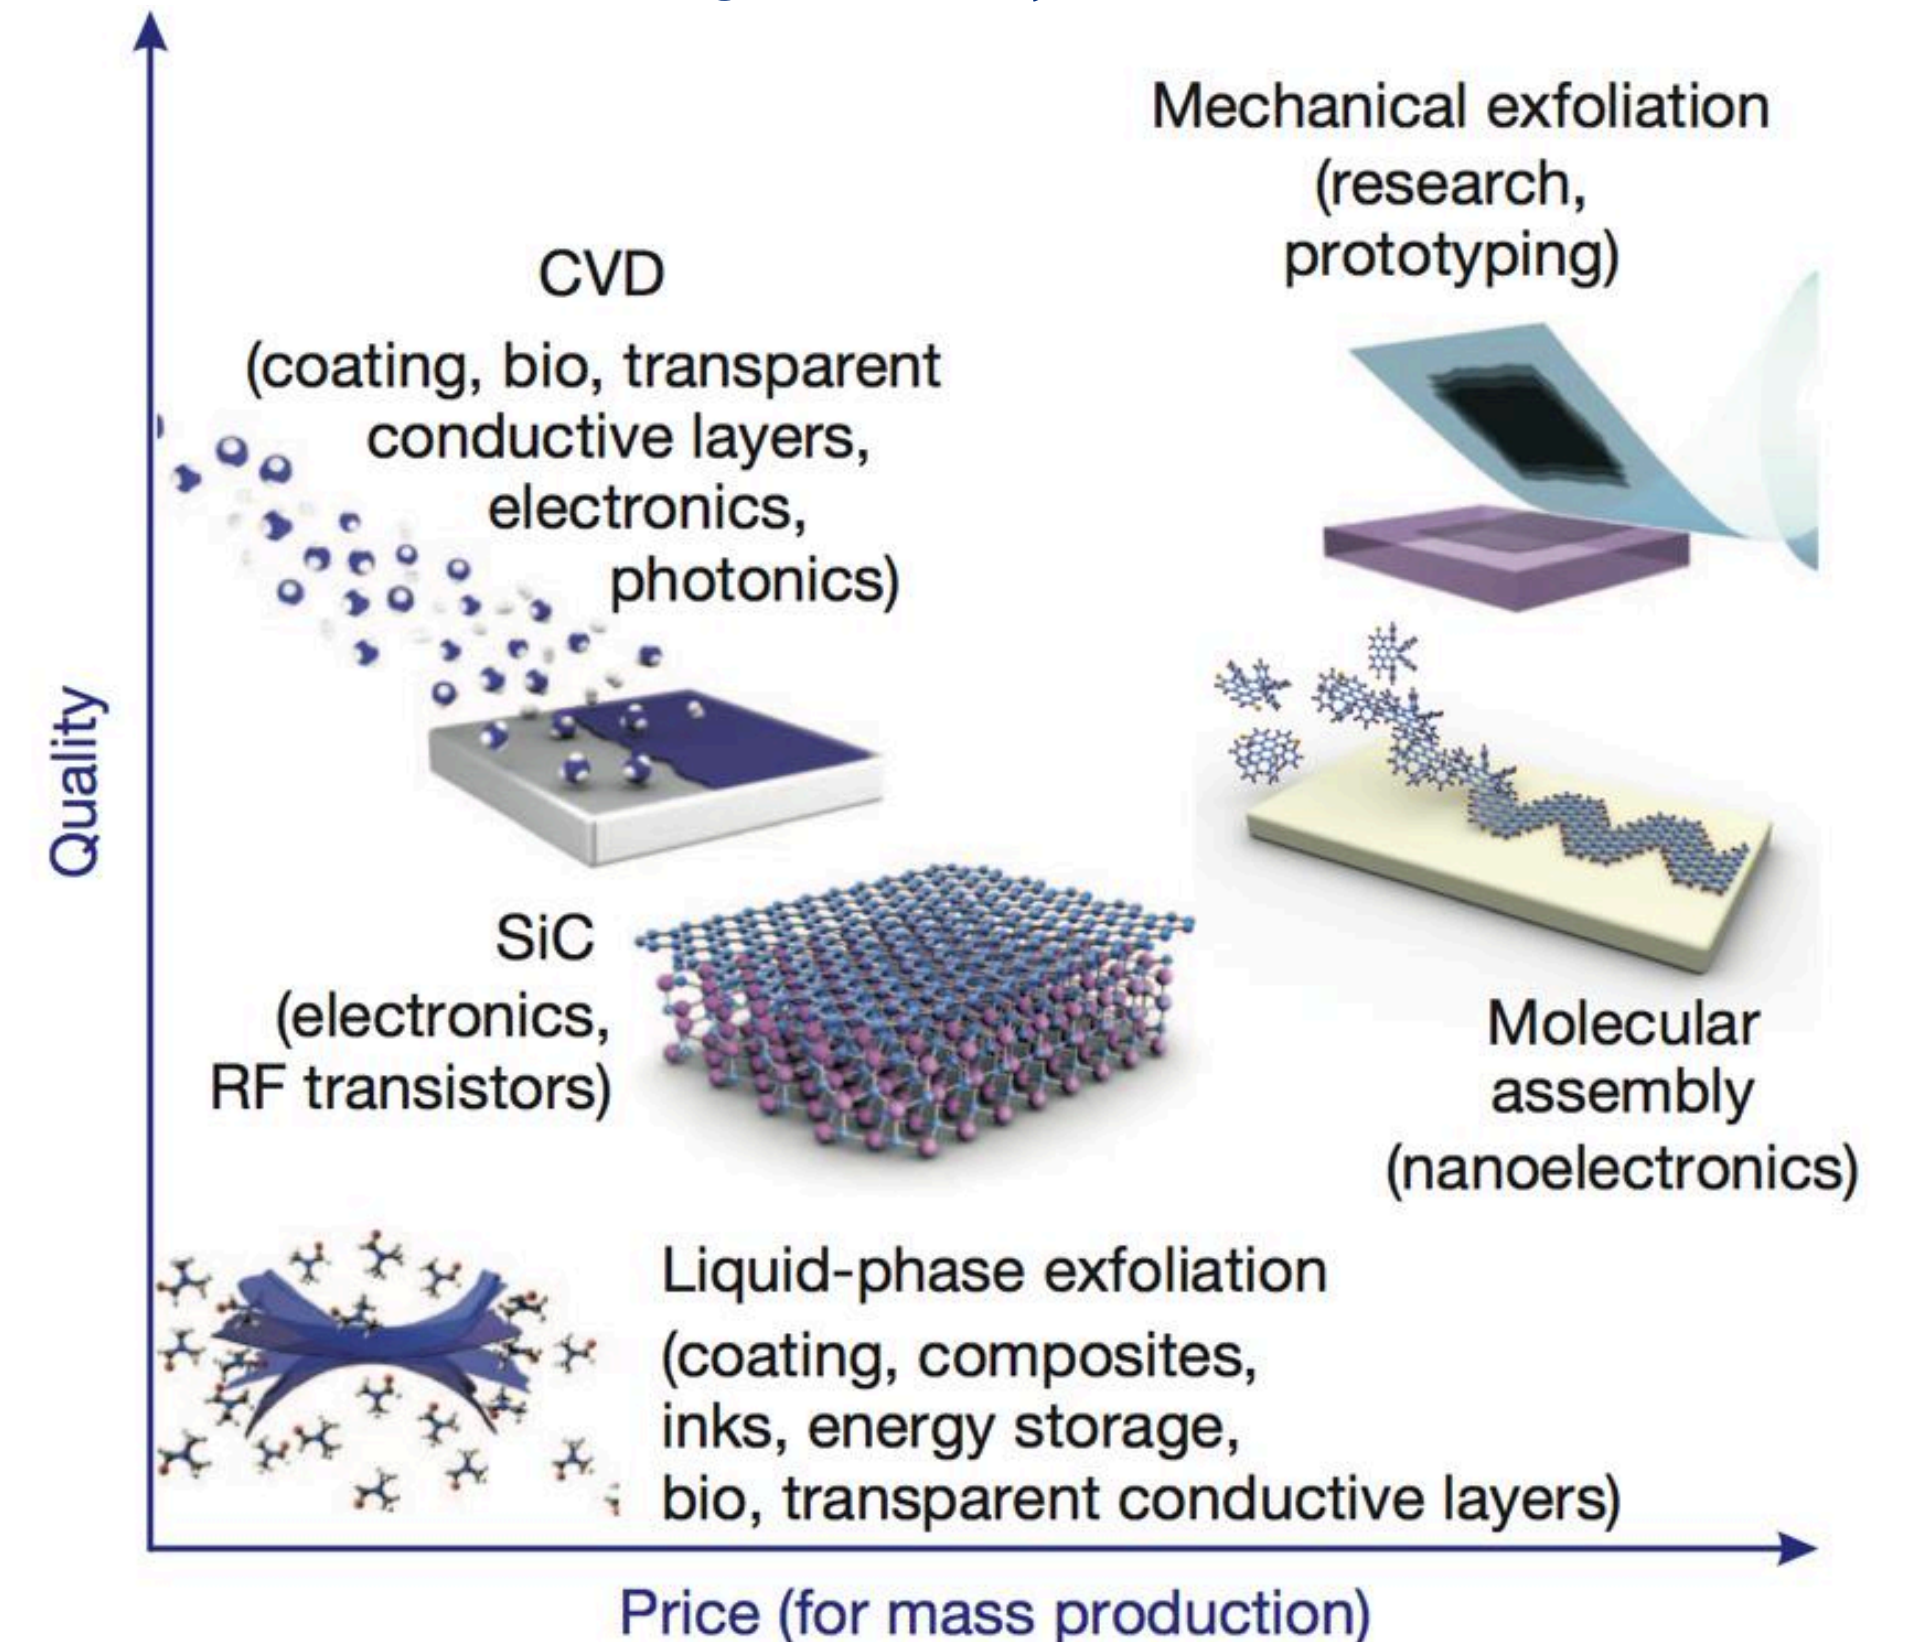 Mechanical exfoliation
(research,
prototyping)
CVD
(coating, bio, transparent
conductive layers,
electronics,
photonics)
Quality
SiC
(electronics,
RF transistors)
Molecular
assembly
(nanoelectronics)
Liquid-phase exfoliation
(coating, composites,
inks, energy storage,
bio, transparent conductive layers)
Price (for mass production)